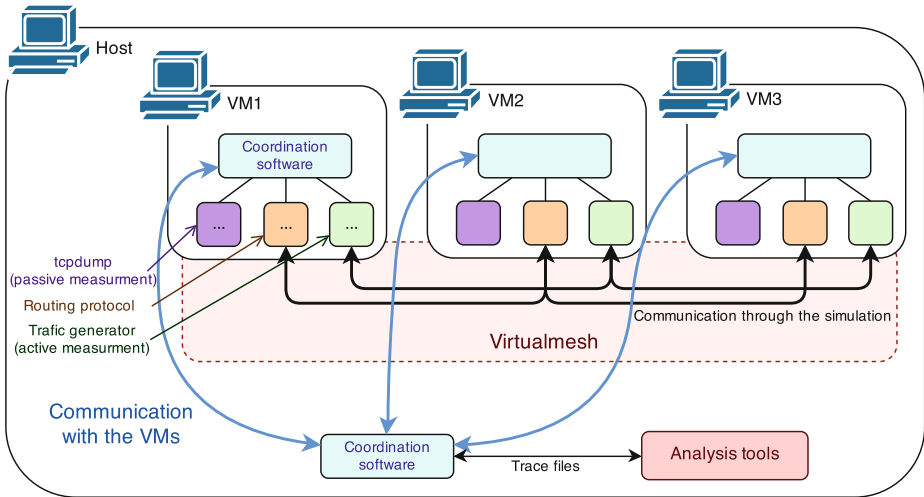 Host
VM1
VM2
VM3
Coordination
software
...
...
...
tcpdump
(passive measurment)
Routing protocol
Trafic generator
(active measurment)
Communication through the simulation
Virtualmesh
Communication
with the VMs
Coordination
software
Trace files
Analysis tools